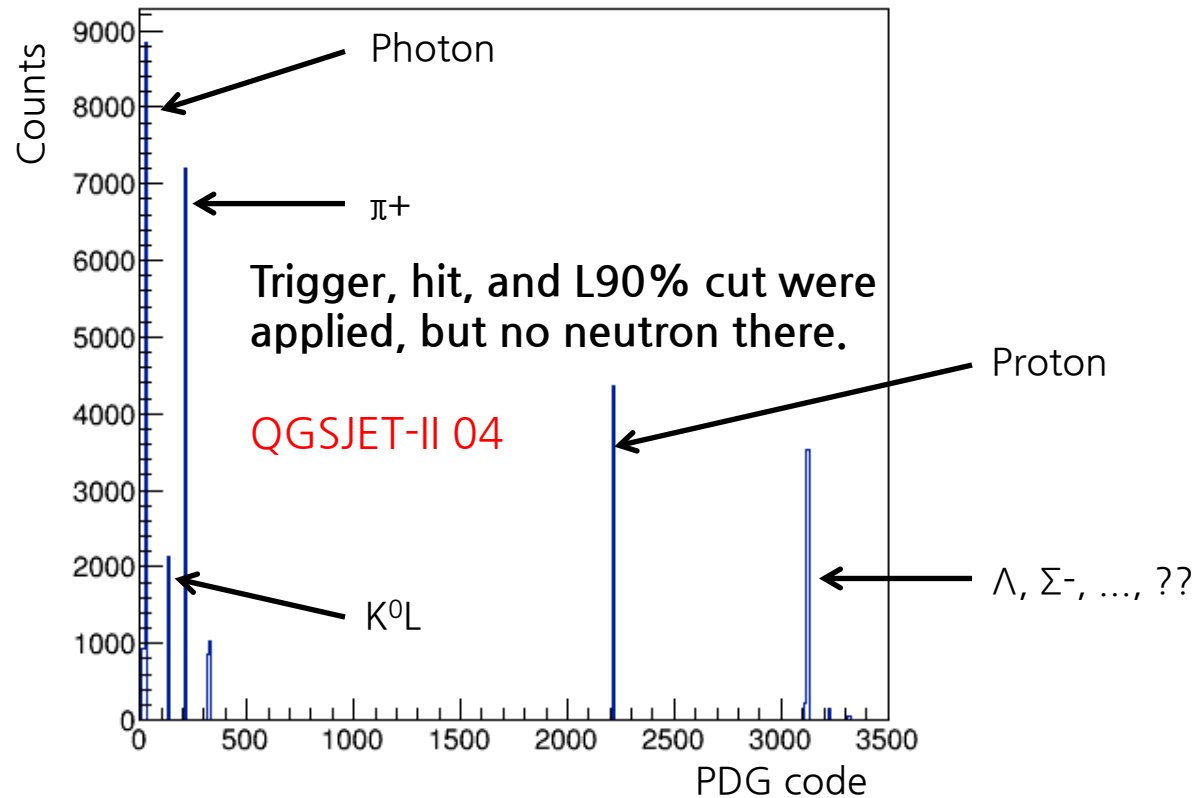 Counts
9000
8000
7000
6000
5000
4000
3000
2000
1000
0
Photon
π+
Trigger, hit, and L90% cut were
applied, but no neutron there.
QGSJET-II 04
Proton
Λ, Σ-, ..., ??
K⁰L
0 500 1000 1500 2000 2500 3000 3500
PDG code